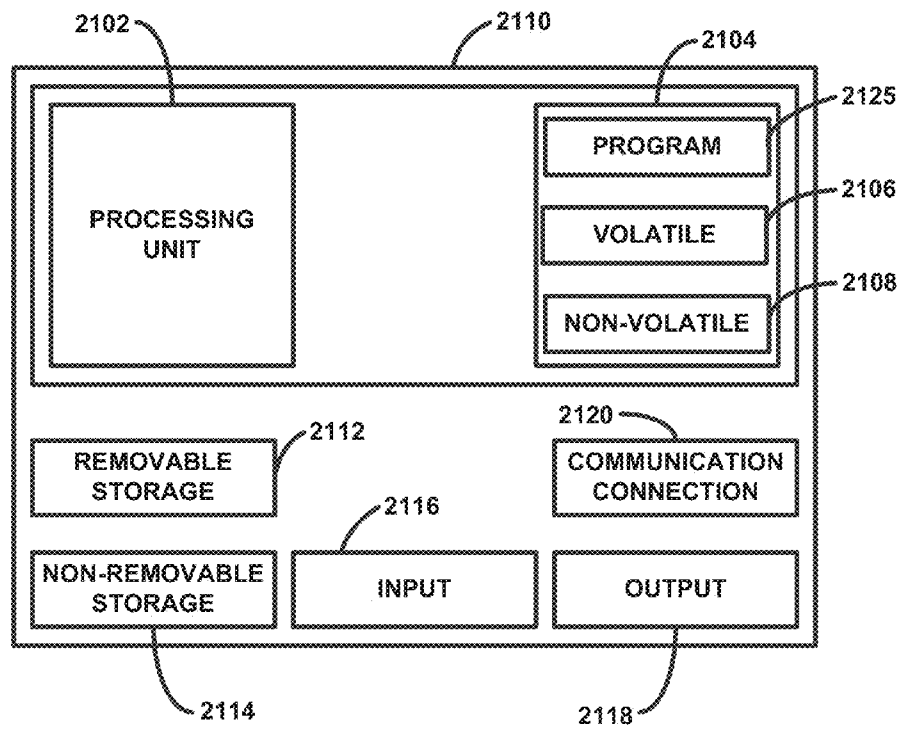 2102
2110
2104
2125
PROGRAM
2106
PROCESSING
UNIT
VOLATILE
2108
NON-VOLATILE
2112
2120
REMOVABLE
STORAGE
COMMUNICATION
CONNECTION
2116
NON-REMOVABLE
STORAGE
INPUT
OUTPUT
2114
2118